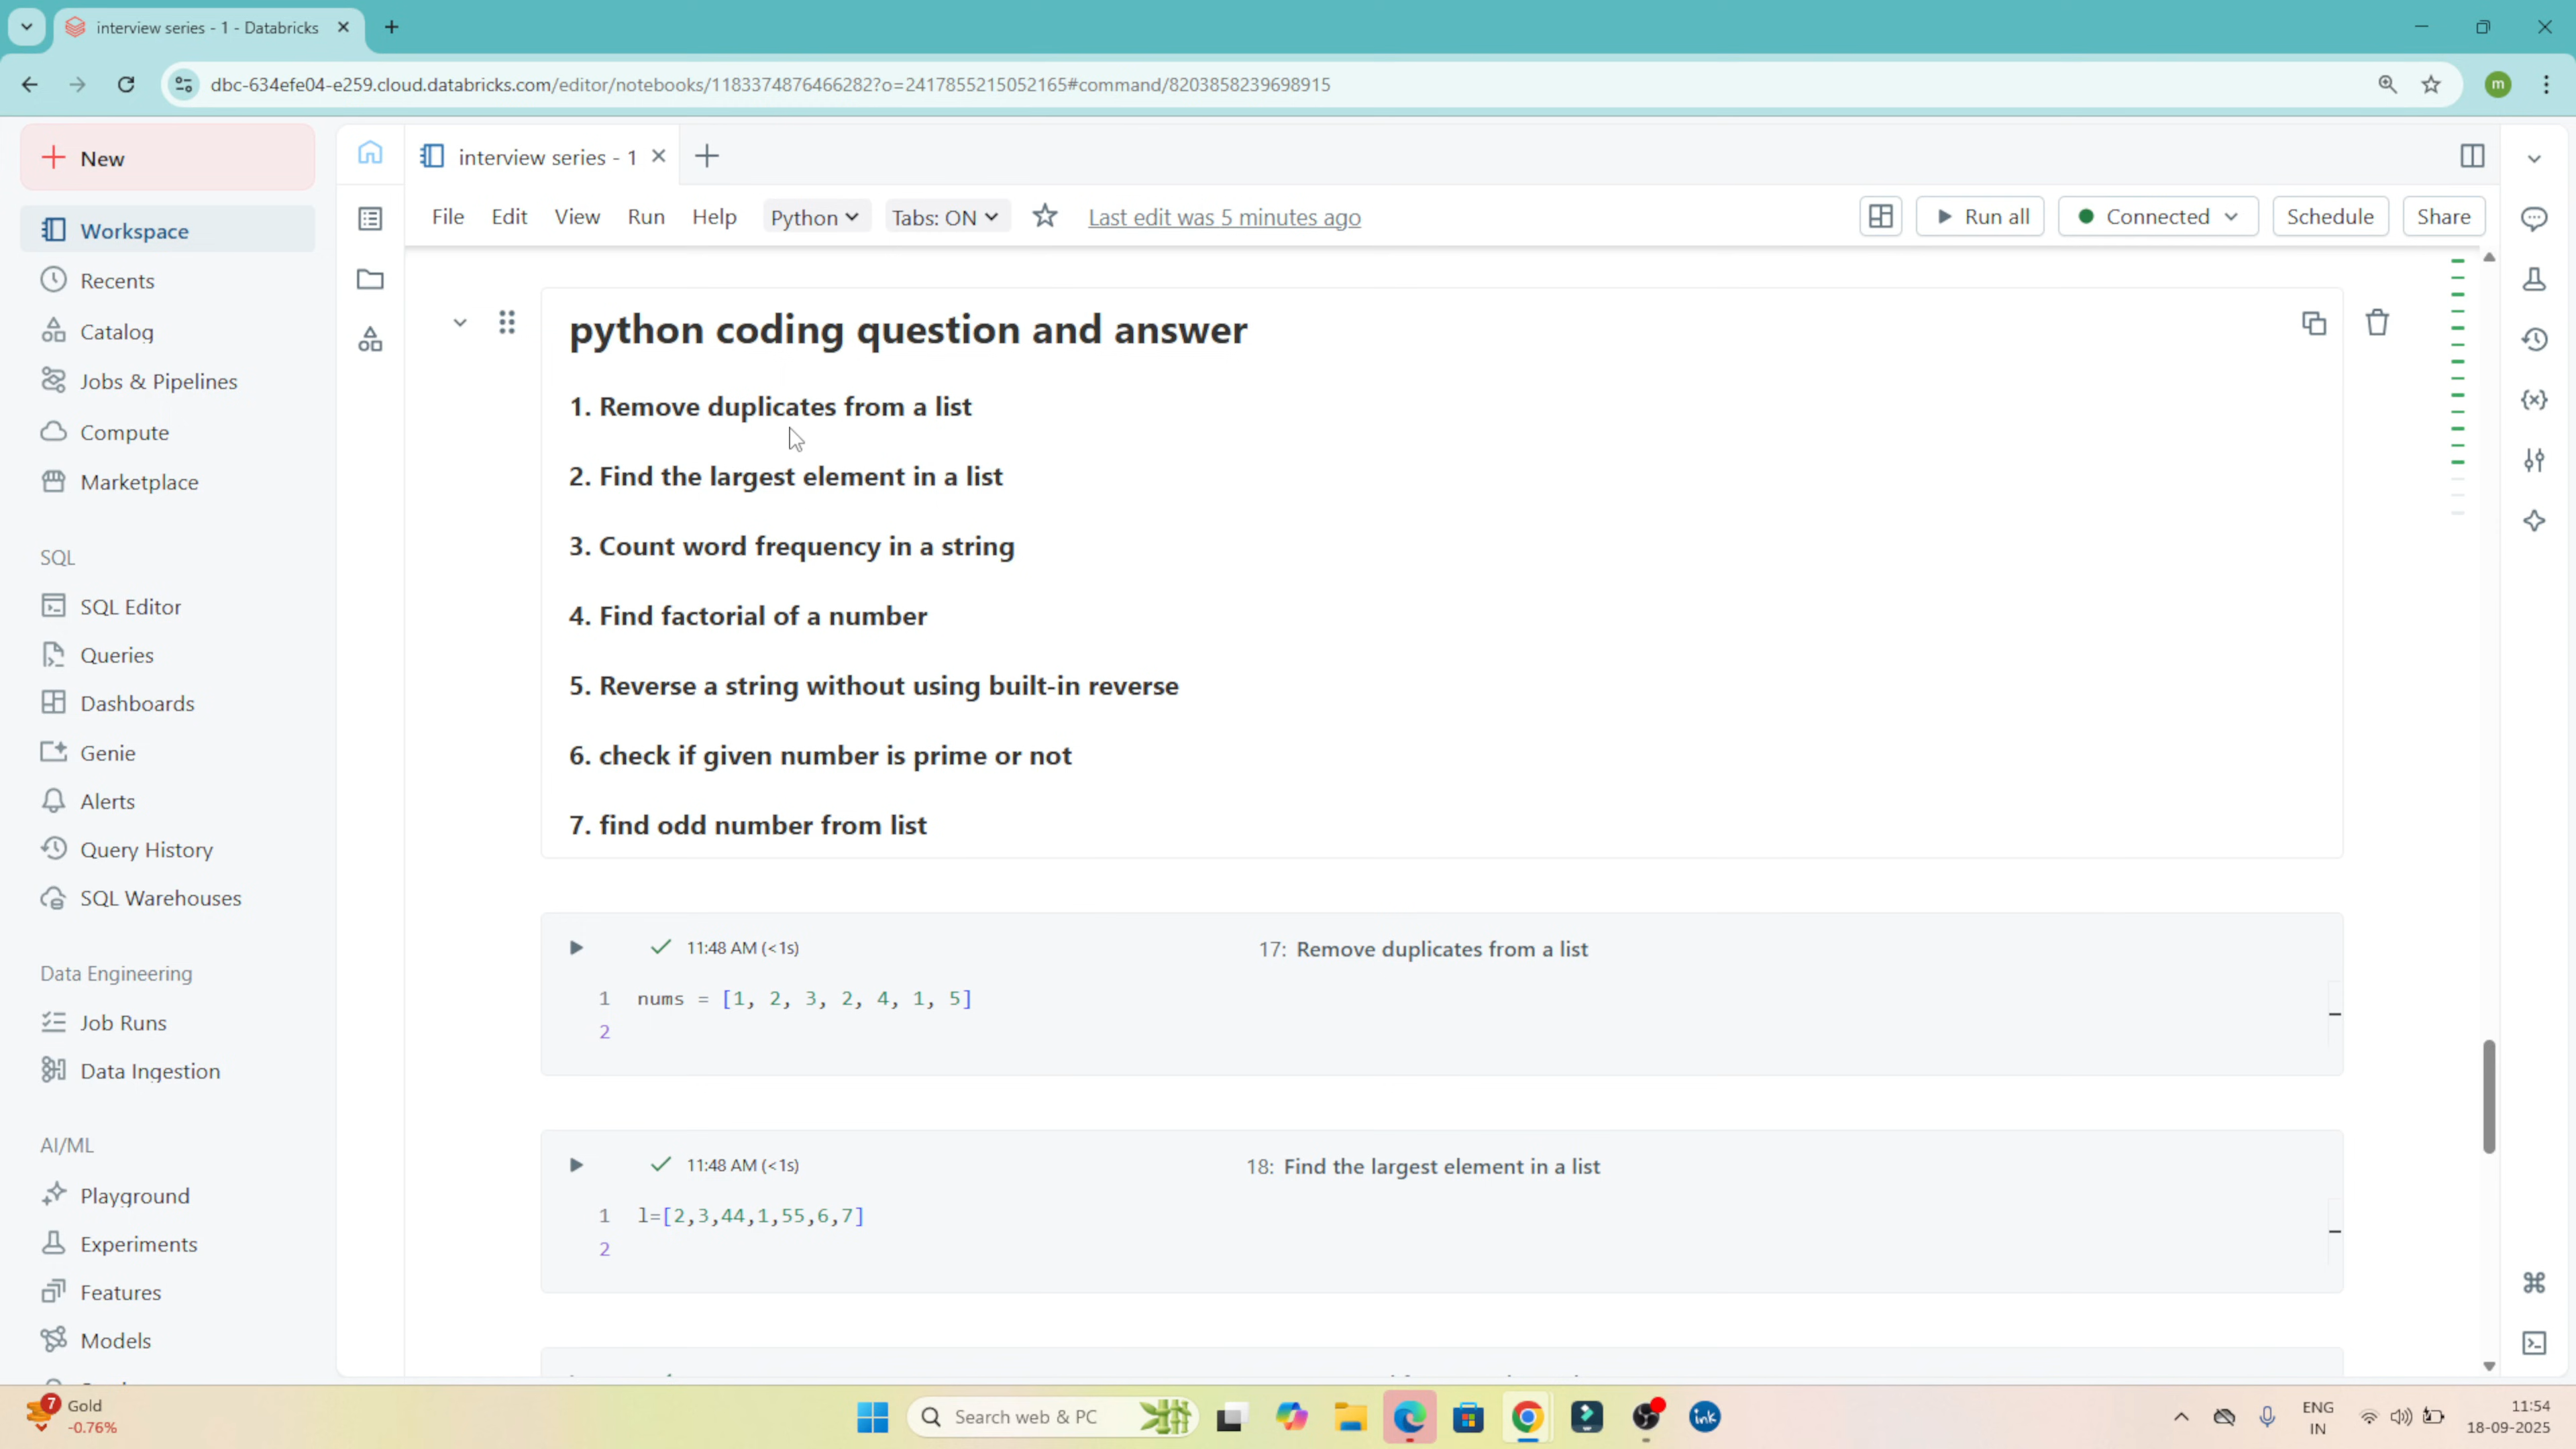 interview series - 1 - Databricks
dbc-634efe04-e259.cloud.databricks.com/editor/notebooks/1183374876466282?o=2417855215052165#command/8203858239698915
m
New
Workspace
Recents
Catalog
Jobs & Pipelines
Compute
Marketplace
SQL
SQL Editor
Queries
Dashboards
Genie
Alerts
Query History
SQL Warehouses
Data Engineering
Job Runs
Data Ingestion
AI/ML
Playground
Experiments
Features
Models
interview series - 1
File Edit View Run Help Python Tabs: ON Last edit was 5 minutes ago Run all Connected Schedule Share
python coding question and answer
1. Remove duplicates from a list
2. Find the largest element in a list
3. Count word frequency in a string
4. Find factorial of a number
5. Reverse a string without using built-in reverse
6. check if given number is prime or not
7. find odd number from list
11:48 AM (<1s) 17: Remove duplicates from a list
1 nums = [1, 2, 3, 2, 4, 1, 5]
2
11:48 AM (<1s) 18: Find the largest element in a list
1 l=[2,3,44,1,55,6,7]
2
7 Gold
-0.76%
Search web & PC
ink
ENG
IN
11:54
18-09-2025